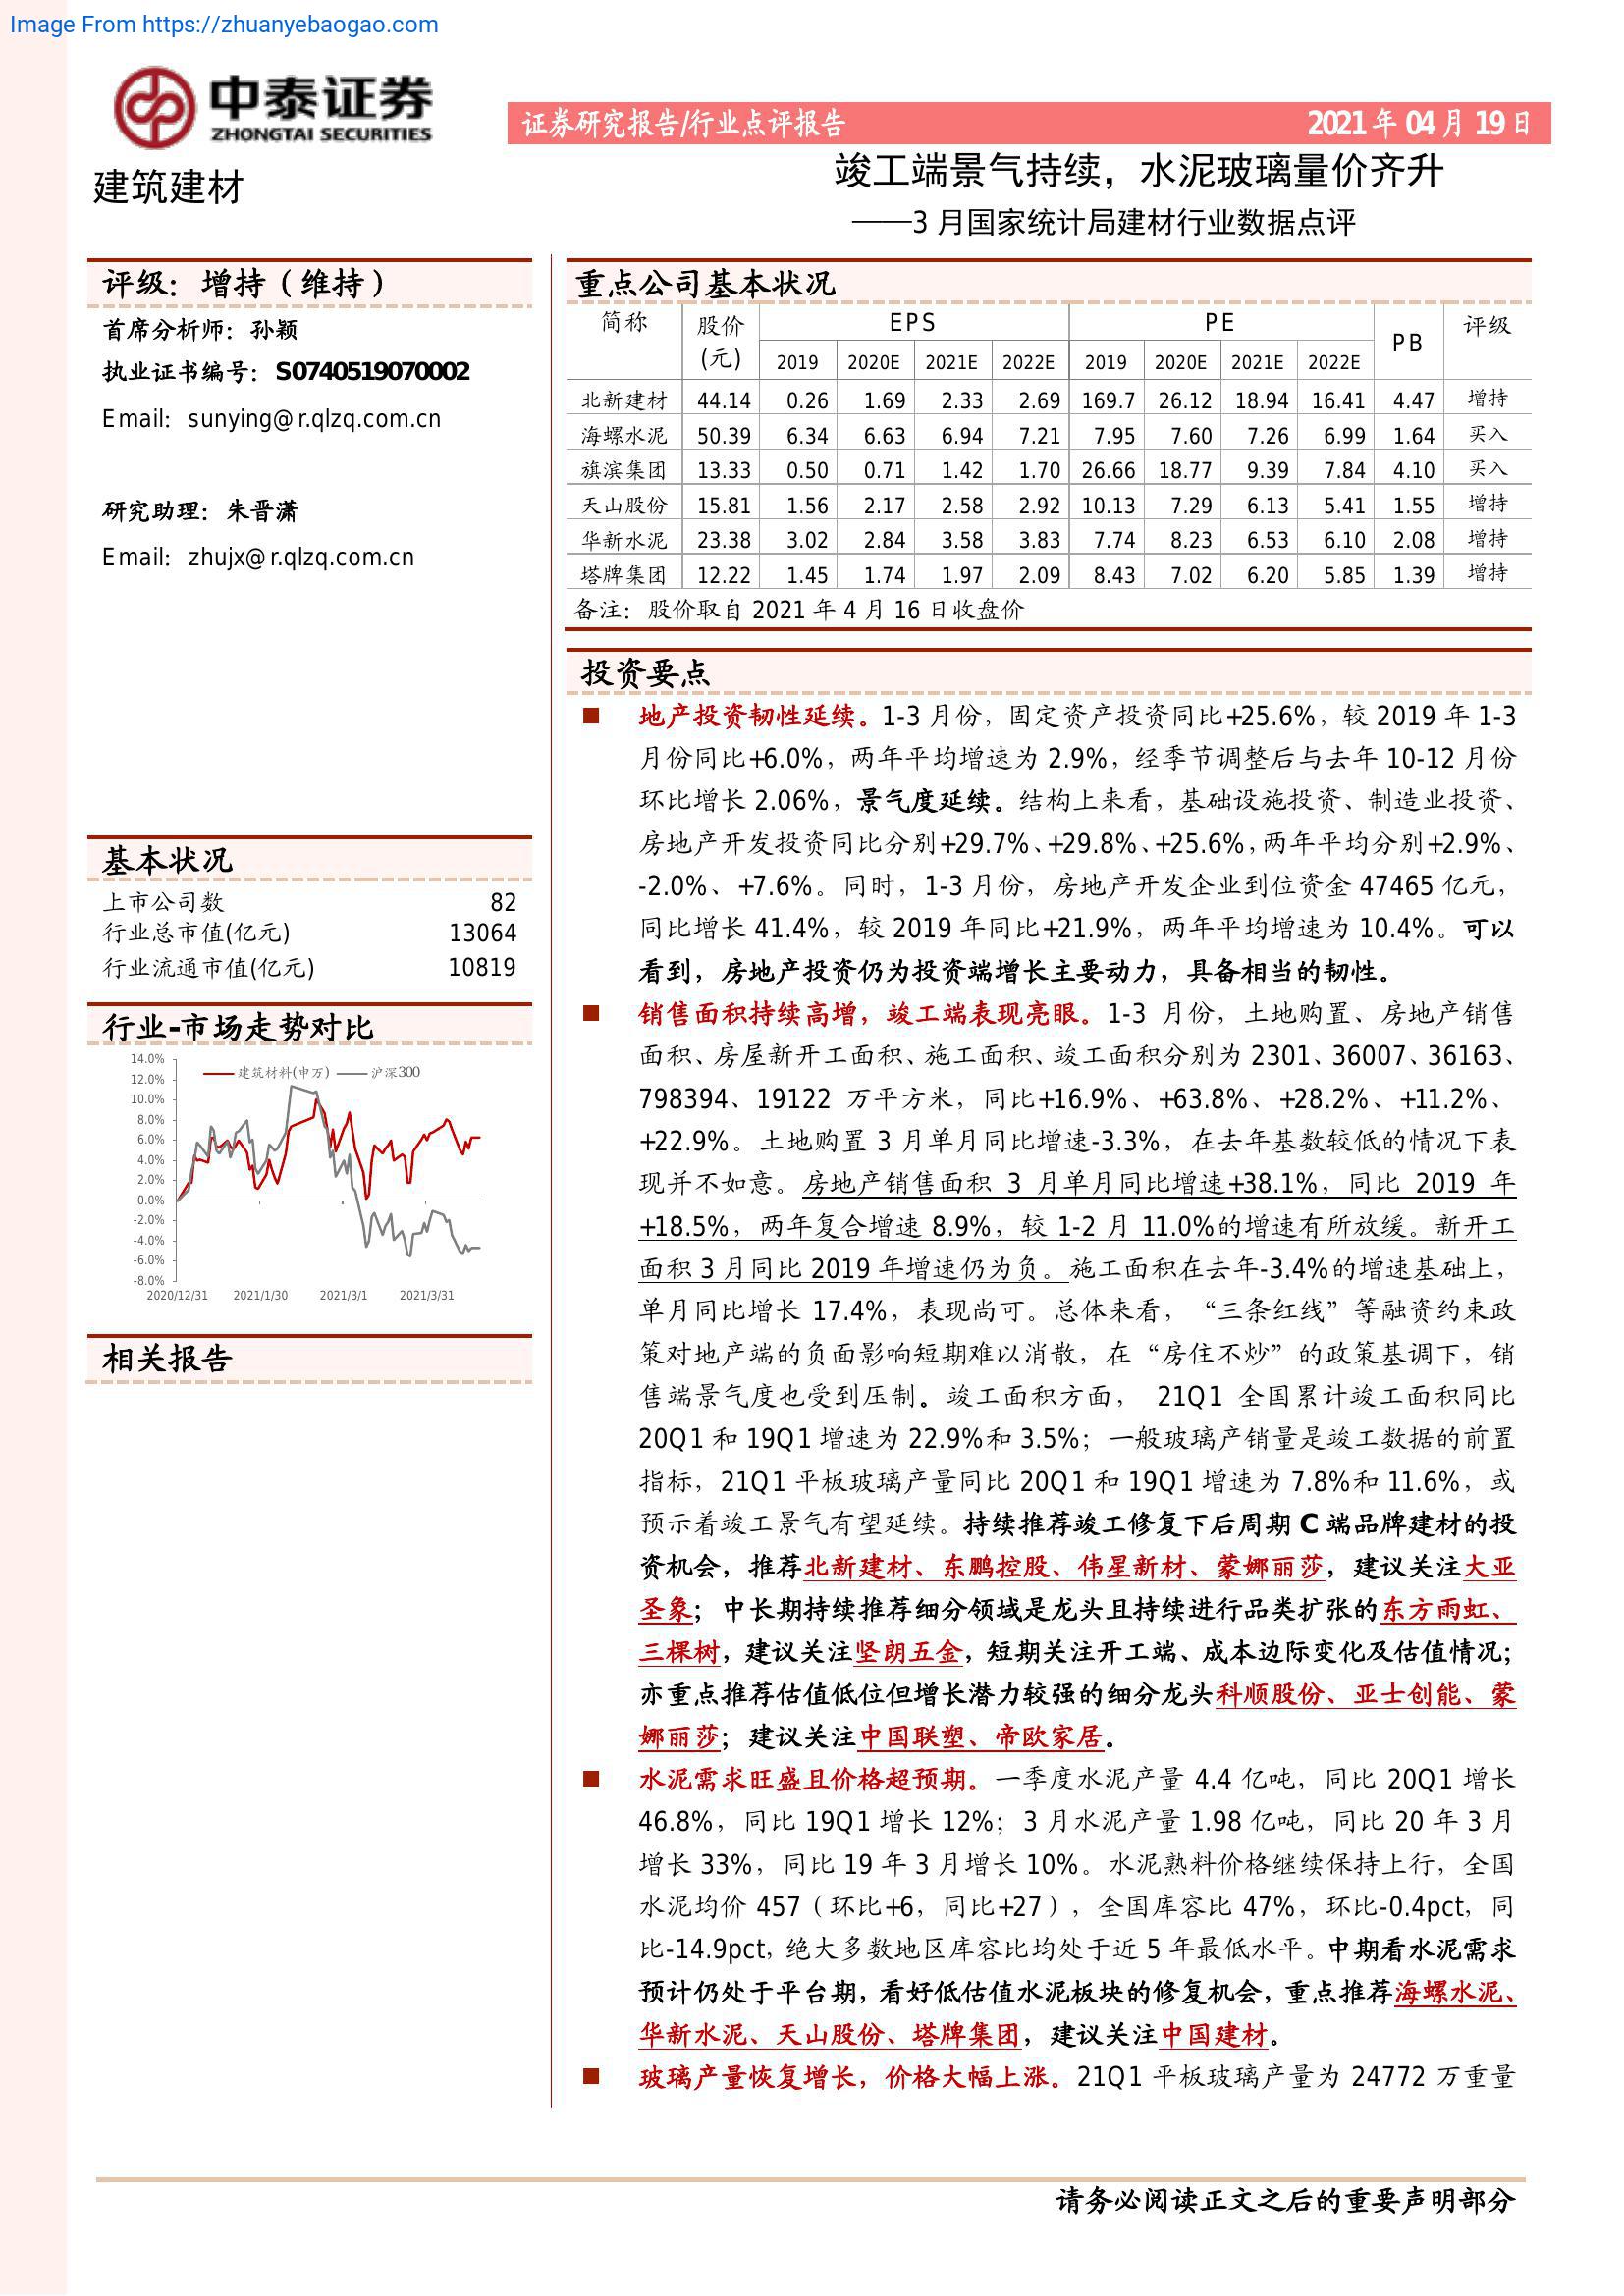 Image From https://zhuanyebaogao.com
中泰证券
ZHONGTAI SECURITIES
证券研究报告/行业点评报告 2021 年 04 月 19 日
建筑建材
竣工端景气持续，水泥玻璃量价齐升
——3 月国家统计局建材行业数据点评
评级：增持（维持）
首席分析师：孙颖
执业证书编号：S0740519070002
Email：sunying@r.qlzq.com.cn
研究助理：朱晋潇
Email：zhujx@r.qlzq.com.cn
基本状况
上市公司数 82
行业总市值(亿元) 13064
行业流通市值(亿元) 10819
行业-市场走势对比
建筑材料(申万) 沪深300
14.0%
12.0%
10.0%
8.0%
6.0%
4.0%
2.0%
0.0%
-2.0%
-4.0%
-6.0%
-8.0%
2020/12/31 2021/1/30 2021/3/1 2021/3/31
相关报告
重点公司基本状况
简称 股价(元) EPS PE PB 评级
2019 2020E 2021E 2022E 2019 2020E 2021E 2022E
北新建材 44.14 0.26 1.69 2.33 2.69 169.7 26.12 18.94 16.41 4.47 增持
海螺水泥 50.39 6.34 6.63 6.94 7.21 7.95 7.60 7.26 6.99 1.64 买入
旗滨集团 13.33 0.50 0.71 1.42 1.70 26.66 18.77 9.39 7.84 4.10 买入
天山股份 15.81 1.56 2.17 2.58 2.92 10.13 7.29 6.13 5.41 1.55 增持
华新水泥 23.38 3.02 2.84 3.58 3.83 7.74 8.23 6.53 6.10 2.08 增持
塔牌集团 12.22 1.45 1.74 1.97 2.09 8.43 7.02 6.20 5.85 1.39 增持
备注：股价取自 2021 年 4 月 16 日收盘价
投资要点
■ 地产投资韧性延续。1-3 月份，固定资产投资同比+25.6%，较 2019 年 1-3
月份同比+6.0%，两年平均增速为 2.9%，经季节调整后与去年 10-12 月份
环比增长 2.06%，景气度延续。结构上来看，基础设施投资、制造业投资、
房地产开发投资同比分别+29.7%、+29.8%、+25.6%，两年平均分别+2.9%、
-2.0%、+7.6%。同时，1-3 月份，房地产开发企业到位资金 47465 亿元，
同比增长 41.4%，较 2019 年同比+21.9%，两年平均增速为 10.4%。可以
看到，房地产投资仍为投资端增长主要动力，具备相当的韧性。
■ 销售面积持续高增，竣工端表现亮眼。1-3 月份，土地购置、房地产销售
面积、房屋新开工面积、施工面积、竣工面积分别为 2301、36007、36163、
798394、19122 万平方米，同比+16.9%、+63.8%、+28.2%、+11.2%、
+22.9%。土地购置 3 月单月同比增速-3.3%，在去年基数较低的情况下表
现并不如意。房地产销售面积 3 月单月同比增速+38.1%，同比 2019 年
+18.5%，两年复合增速 8.9%，较 1-2 月 11.0%的增速有所放缓。新开工
面积 3 月同比 2019 年增速仍为负。施工面积在去年-3.4%的增速基础上，
单月同比增长 17.4%，表现尚可。总体来看，“三条红线”等融资约束政
策对地产端的负面影响短期难以消散，在“房住不炒”的政策基调下，销
售端景气度也受到压制。竣工面积方面， 21Q1 全国累计竣工面积同比
20Q1 和 19Q1 增速为 22.9%和 3.5%；一般玻璃产销量是竣工数据的前置
指标，21Q1 平板玻璃产量同比 20Q1 和 19Q1 增速为 7.8%和 11.6%，或
预示着竣工景气有望延续。持续推荐竣工修复下后周期 C 端品牌建材的投
资机会，推荐北新建材、东鹏控股、伟星新材、蒙娜丽莎，建议关注大亚
圣象；中长期持续推荐细分领域是龙头且持续进行品类扩张的东方雨虹、
三棵树，建议关注坚朗五金，短期关注开工端、成本边际变化及估值情况；
亦重点推荐估值低位但增长潜力较强的细分龙头科顺股份、亚士创能、蒙
娜丽莎；建议关注中国联塑、帝欧家居。
■ 水泥需求旺盛且价格超预期。一季度水泥产量 4.4 亿吨，同比 20Q1 增长
46.8%，同比 19Q1 增长 12%；3 月水泥产量 1.98 亿吨，同比 20 年 3 月
增长 33%，同比 19 年 3 月增长 10%。水泥熟料价格继续保持上行，全国
水泥均价 457（环比+6，同比+27），全国库容比 47%，环比-0.4pct，同
比-14.9pct，绝大多数地区库容比均处于近 5 年最低水平。中期看水泥需求
预计仍处于平台期，看好低估值水泥板块的修复机会，重点推荐海螺水泥、
华新水泥、天山股份、塔牌集团，建议关注中国建材。
■ 玻璃产量恢复增长，价格大幅上涨。21Q1 平板玻璃产量为 24772 万重量
请务必阅读正文之后的重要声明部分